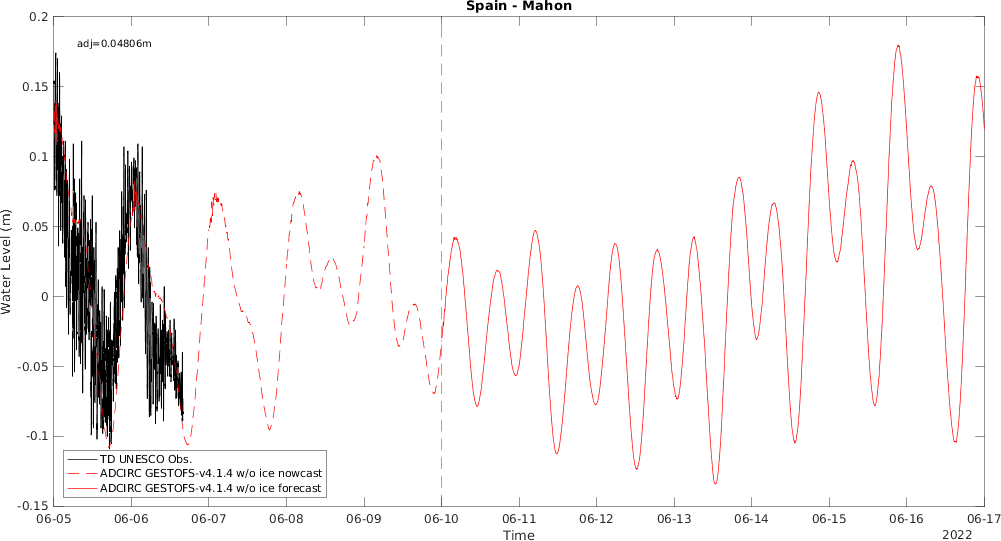 Spain - Mahon
adj=0.04806m
0.2
0.15
0.1
0.05
0
-0.05
-0.1
-0.15
Water Level (m)
TD UNESCO Obs.
ADCIRC GESTOFS-v4.1.4 w/o ice nowcast
ADCIRC GESTOFS-v4.1.4 w/o ice forecast
06-05 06-06 06-07 06-08 06-09 06-10 06-11 06-12 06-13 06-14 06-15 06-16 06-17
Time
2022